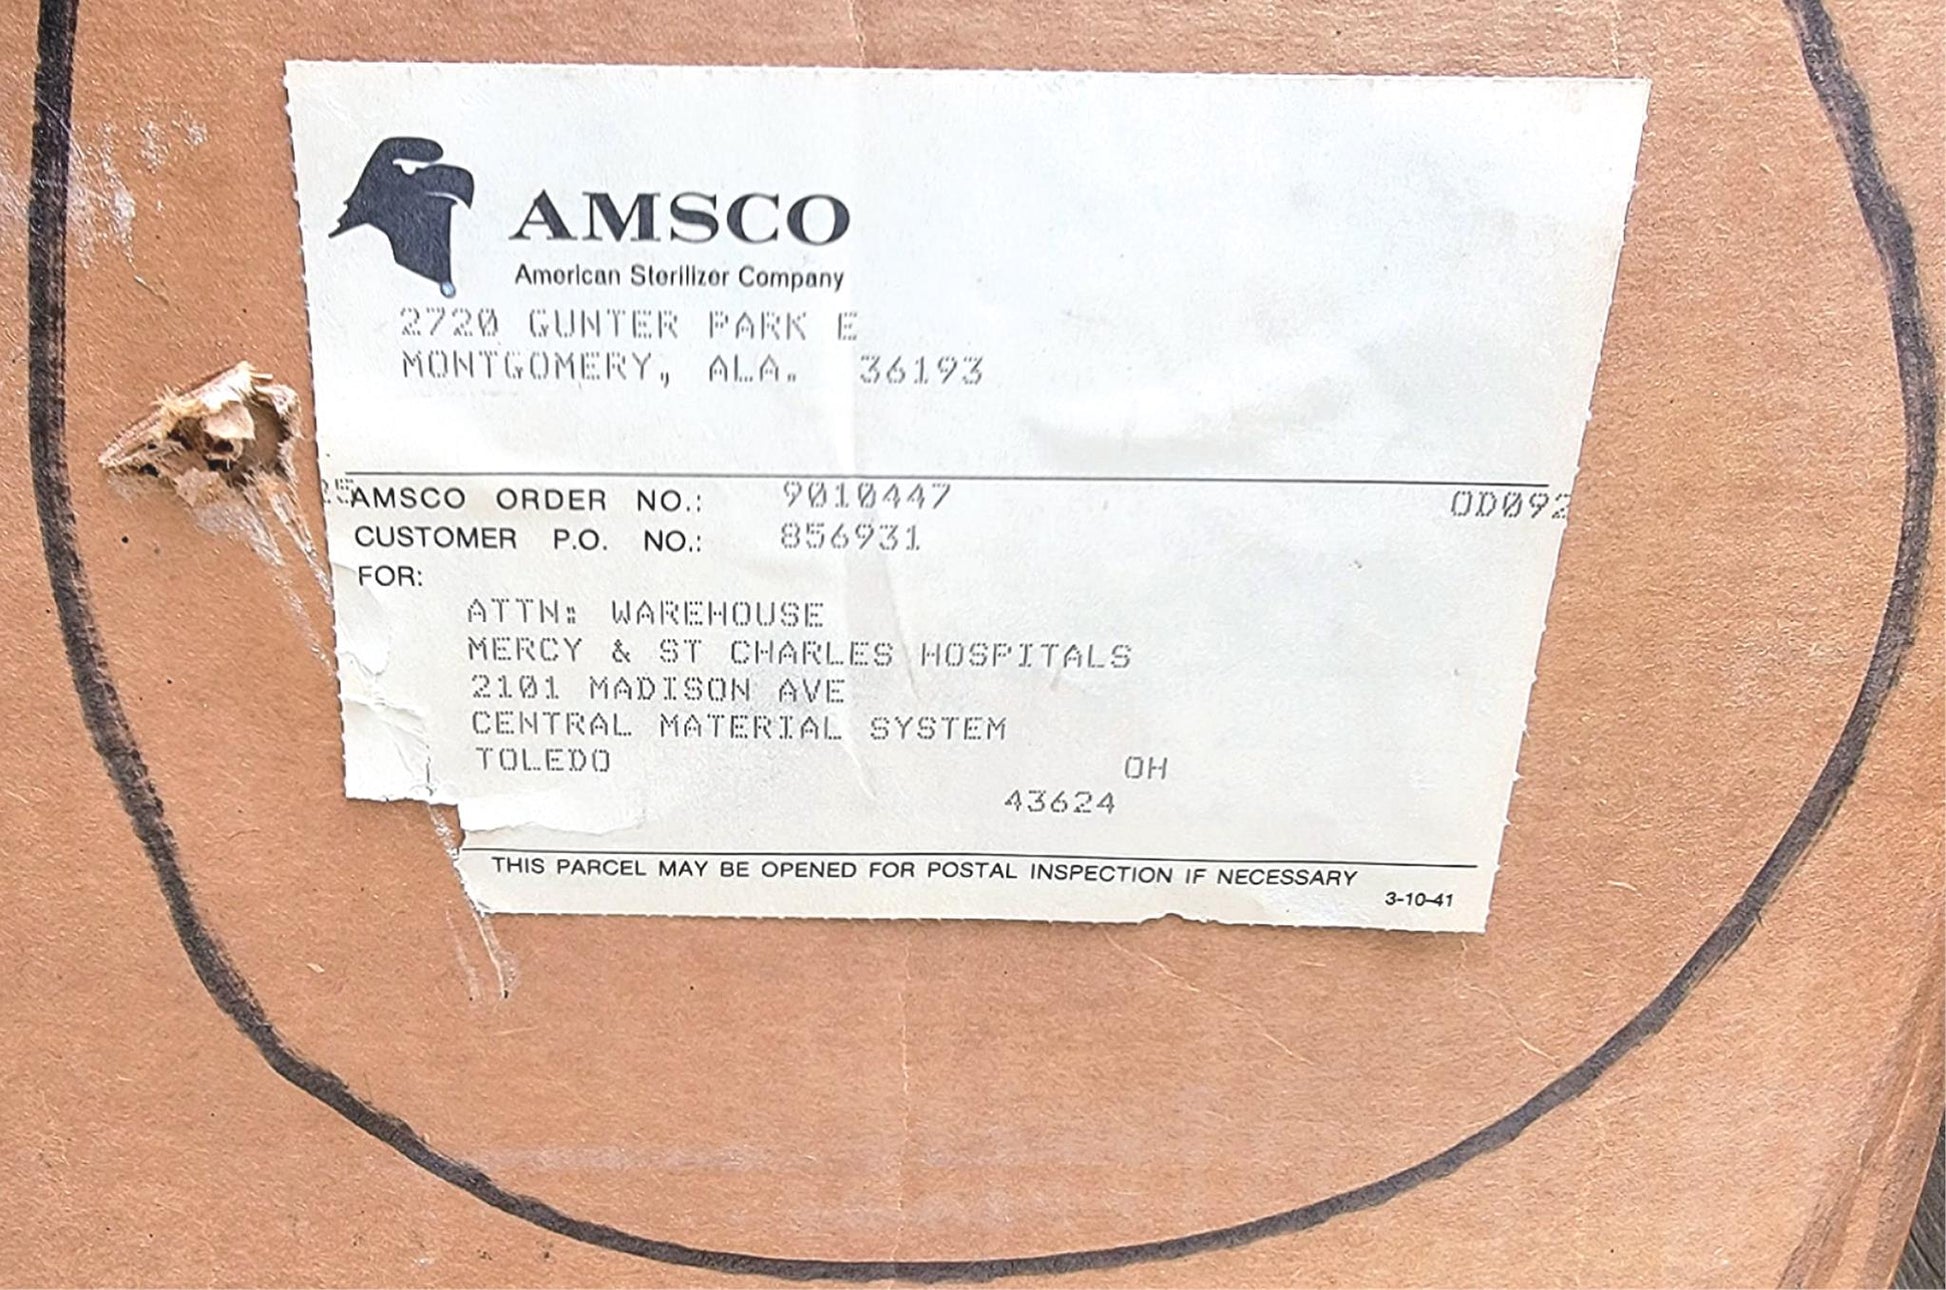 AMSCO
American Sterilizer Company
2720 GUNTER PARK E
MONTGOMERY, ALA. 36193
AMSCO ORDER NO.: 9010447 OD092
CUSTOMER P.O. NO.: 856931
FOR:
ATTN: WAREHOUSE
MERCY & ST CHARLES HOSPITALS
2101 MADISON AVE
CENTRAL MATERIAL SYSTEM
TOLEDO OH
43624
THIS PARCEL MAY BE OPENED FOR POSTAL INSPECTION IF NECESSARY
3-10-41